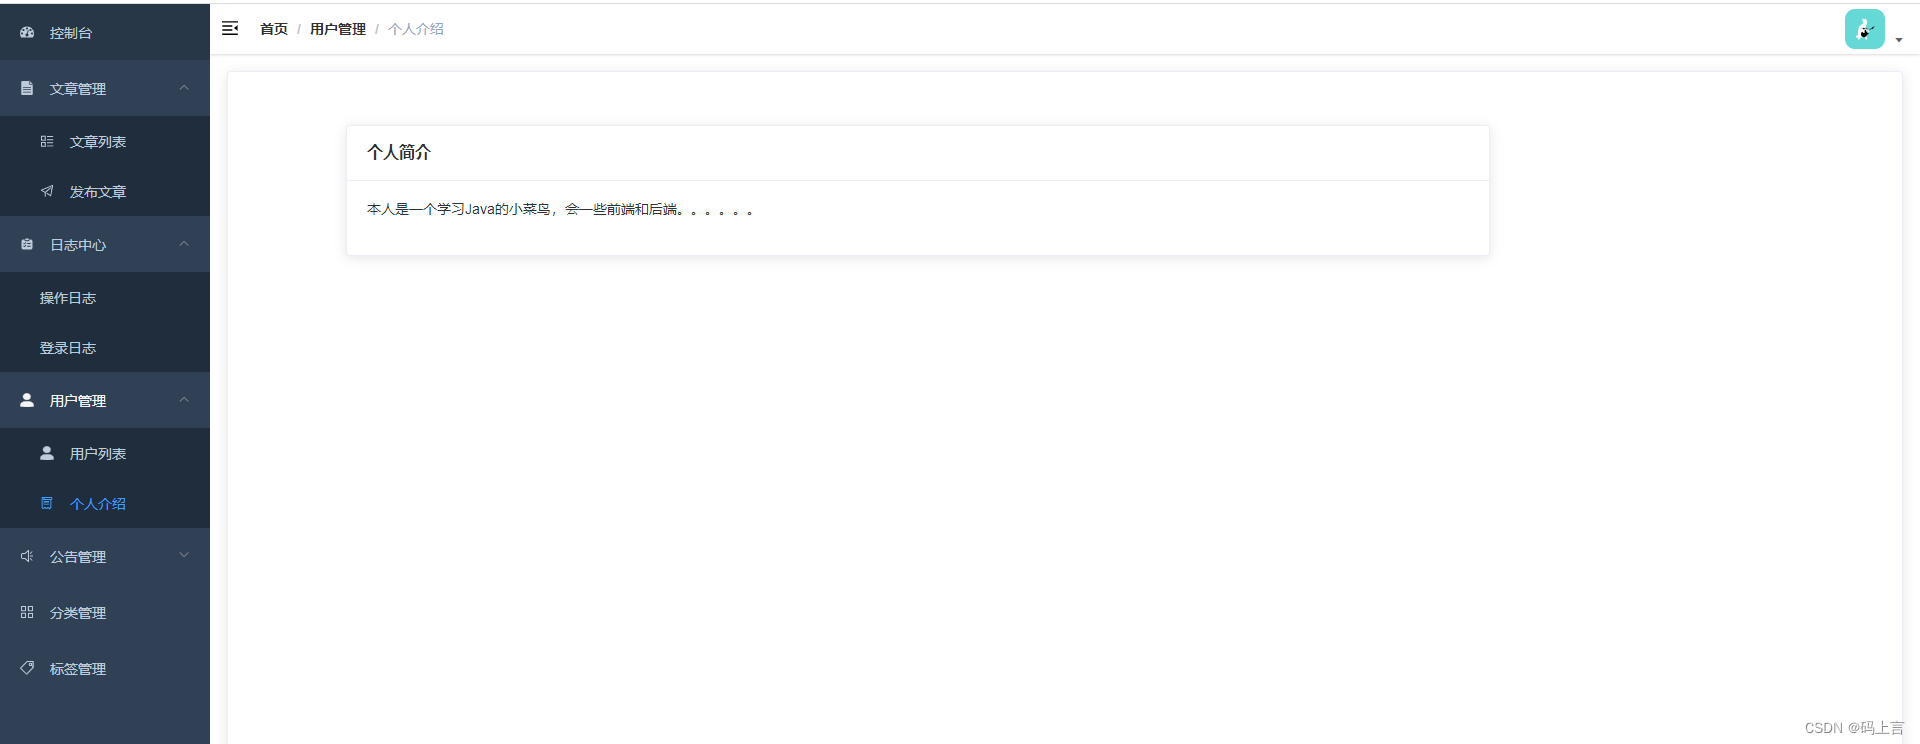 控制台
文章管理
文章列表
发布文章
日志中心
操作日志
登录日志
用户管理
用户列表
个人介绍
公告管理
分类管理
标签管理
首页 / 用户管理 / 个人介绍
个人简介
本人是一个学习Java的小菜鸟，会一些前端和后端。。。。。。
CSDN @码上言